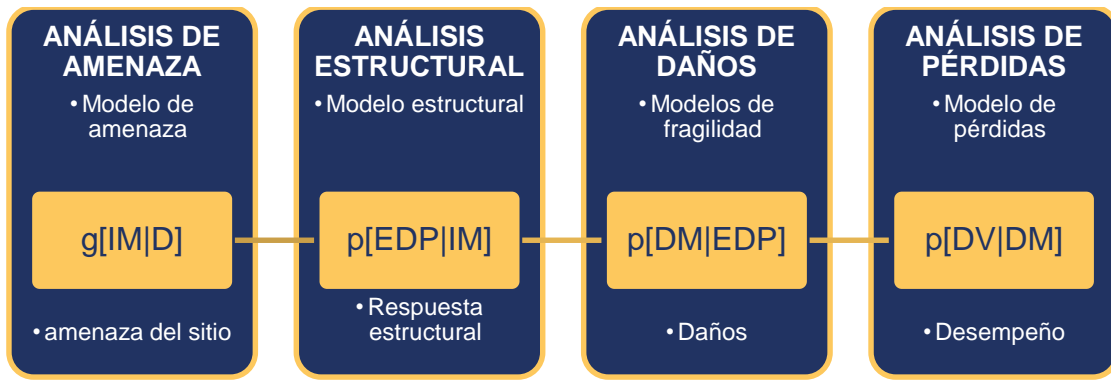 ANÁLISIS DE
AMENAZA
• Modelo de
amenaza
g[IM|D]
• amenaza del sitio
ANÁLISIS
ESTRUCTURAL
• Modelo estructural
p[EDP|IM]
• Respuesta
estructural
ANÁLISIS DE
DAÑOS
• Modelos de
fragilidad
p[DM|EDP]
• Daños
ANÁLISIS DE
PÉRDIDAS
• Modelo de
pérdidas
p[DV|DM]
• Desempeño